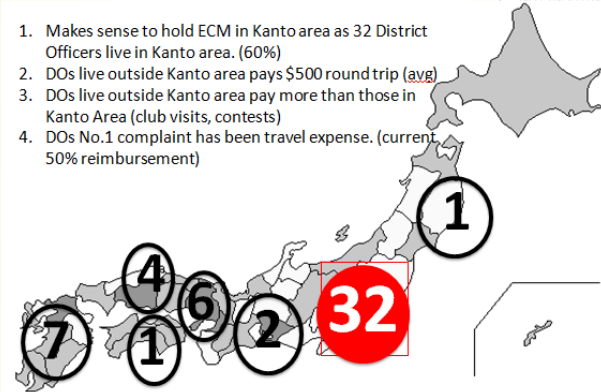 1. Makes sense to hold ECM in Kanto area as 32 District
Officers live in Kanto area. (60%)
2. DOs live outside Kanto area pays $500 round trip (avg)
3. DOs live outside Kanto area pay more than those in
Kanto Area (club visits, contests)
4. DOs No.1 complaint has been travel expense. (current
50% reimbursement)
1
4
6
32
2
7
1